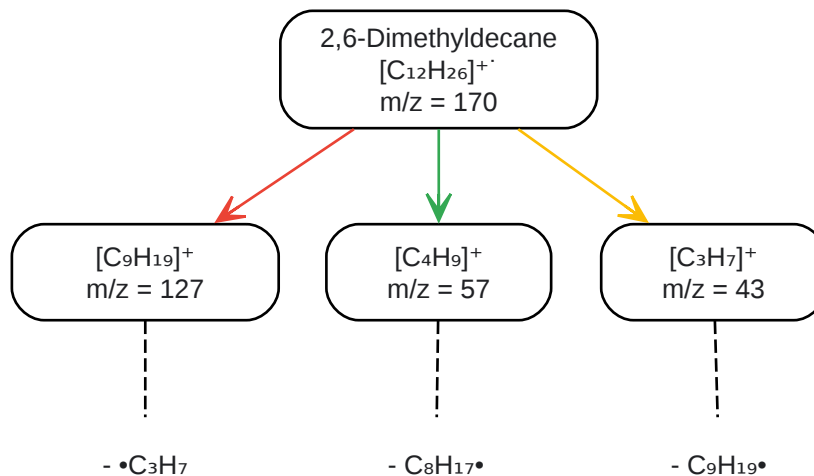 2,6-Dimethyldecane
[C₁₂H₂₆]⁺˙
m/z = 170
[C₉H₁₉]⁺
m/z = 127
[C₄H₉]⁺
m/z = 57
[C₃H₇]⁺
m/z = 43
- •C₃H₇
- C₈H₁₇•
- C₉H₁₉•